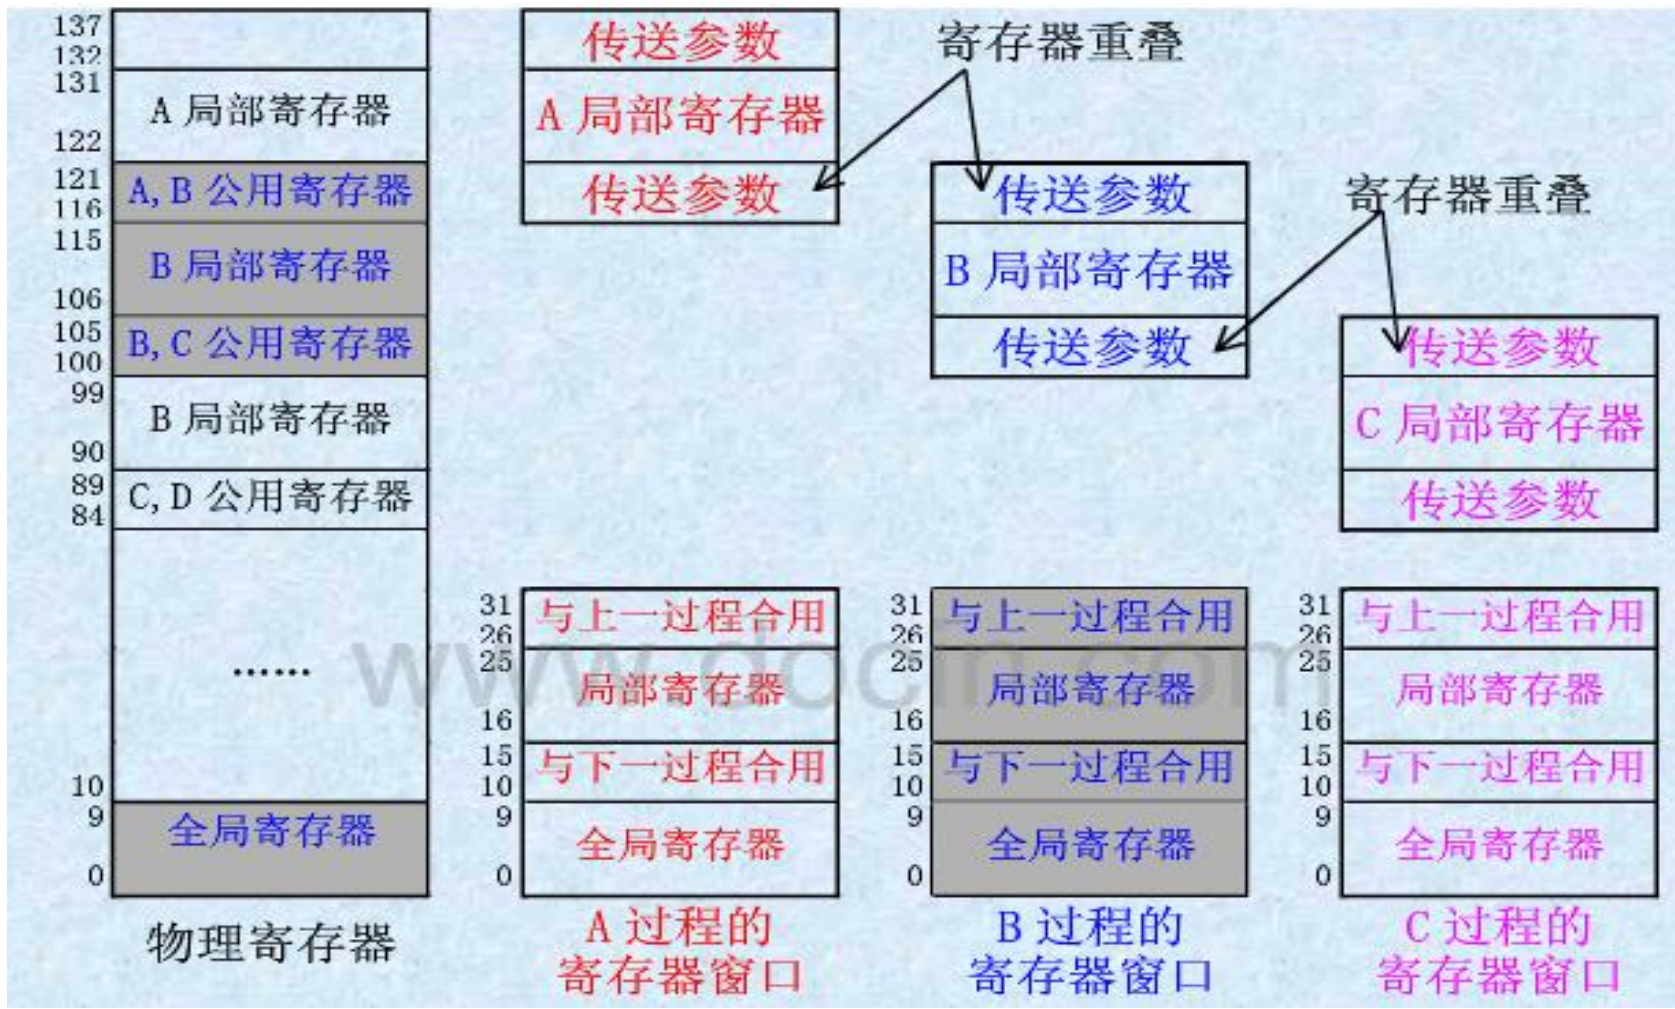 137
132
131
A 局部寄存器
122
121
A, B 公用寄存器
116
115
B 局部寄存器
106
105
B, C 公用寄存器
100
99
B 局部寄存器
90
89
C, D 公用寄存器
84
……
10
9
全局寄存器
0
物理寄存器
传送参数
A 局部寄存器
传送参数
寄存器重叠
传送参数
B 局部寄存器
传送参数
寄存器重叠
传送参数
C 局部寄存器
传送参数
31
与上一过程合用
26
25
局部寄存器
16
15
与下一过程合用
10
9
全局寄存器
0
A 过程的
寄存器窗口
31
与上一过程合用
26
25
局部寄存器
16
15
与下一过程合用
10
9
全局寄存器
0
B 过程的
寄存器窗口
31
与上一过程合用
26
25
局部寄存器
16
15
与下一过程合用
10
9
全局寄存器
0
C 过程的
寄存器窗口
www.docin.com